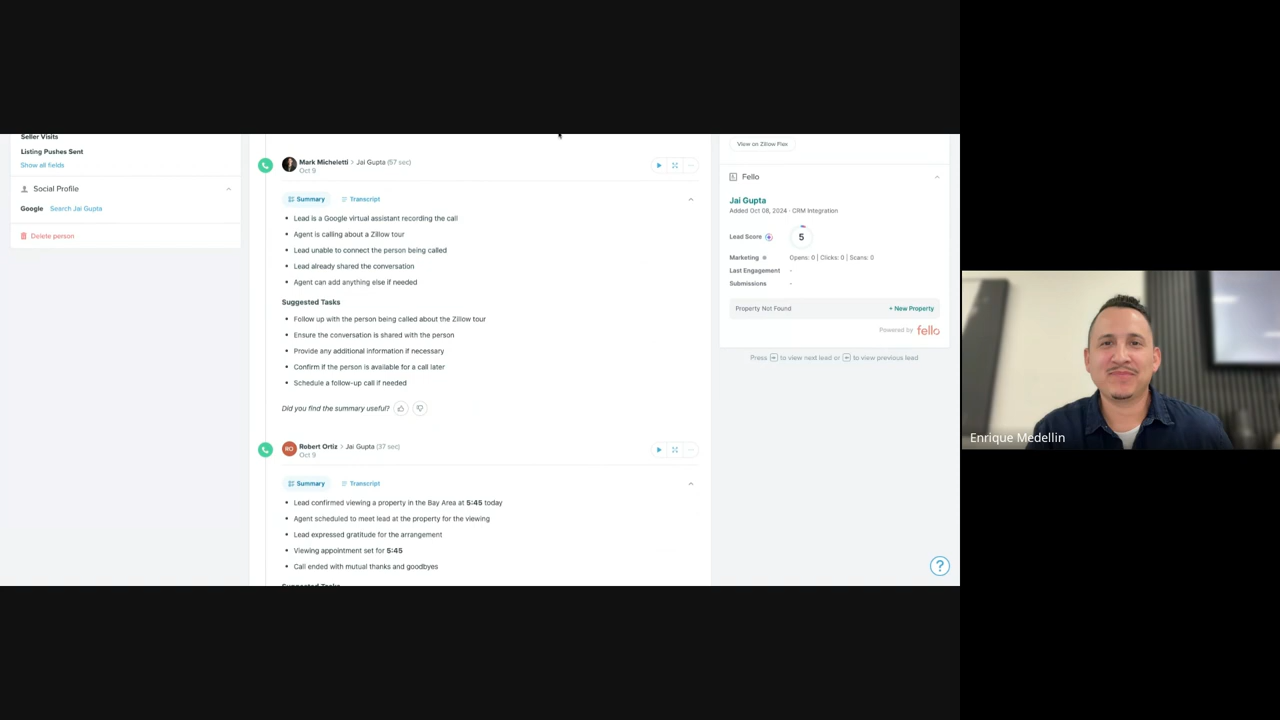 Seller Visits
Listing Pushes Sent
Show all fields
Social Profile
Google Search Jai Gupta
Delete person
Mark Micheletti > Jai Gupta (57 sec)
Oct 9
Summary Transcript
Lead is a Google virtual assistant recording the call
Agent is calling about a Zillow tour
Lead unable to connect the person being called
Lead already shared the conversation
Agent can add anything else if needed
Suggested Tasks
Follow up with the person being called about the Zillow tour
Ensure the conversation is shared with the person
Provide any additional information if necessary
Confirm if the person is available for a call later
Schedule a follow-up call if needed
Did you find the summary useful?
RO
Robert Ortiz > Jai Gupta (37 sec)
Oct 9
Summary Transcript
Lead confirmed viewing a property in the Bay Area at 5:45 today
Agent scheduled to meet lead at the property for the viewing
Lead expressed gratitude for the arrangement
Viewing appointment set for 5:45
Call ended with mutual thanks and goodbyes
Suggested Tasks
View on Zillow Flex
Fello
Jai Gupta
Added Oct 08, 2024 · CRM Integration
Lead Score 5
Marketing Opens: 0 | Clicks: 0 | Scans: 0
Last Engagement -
Submissions -
Property Not Found + New Property
Powered by fello
Press to view next lead or to view previous lead
?
Enrique Medellin